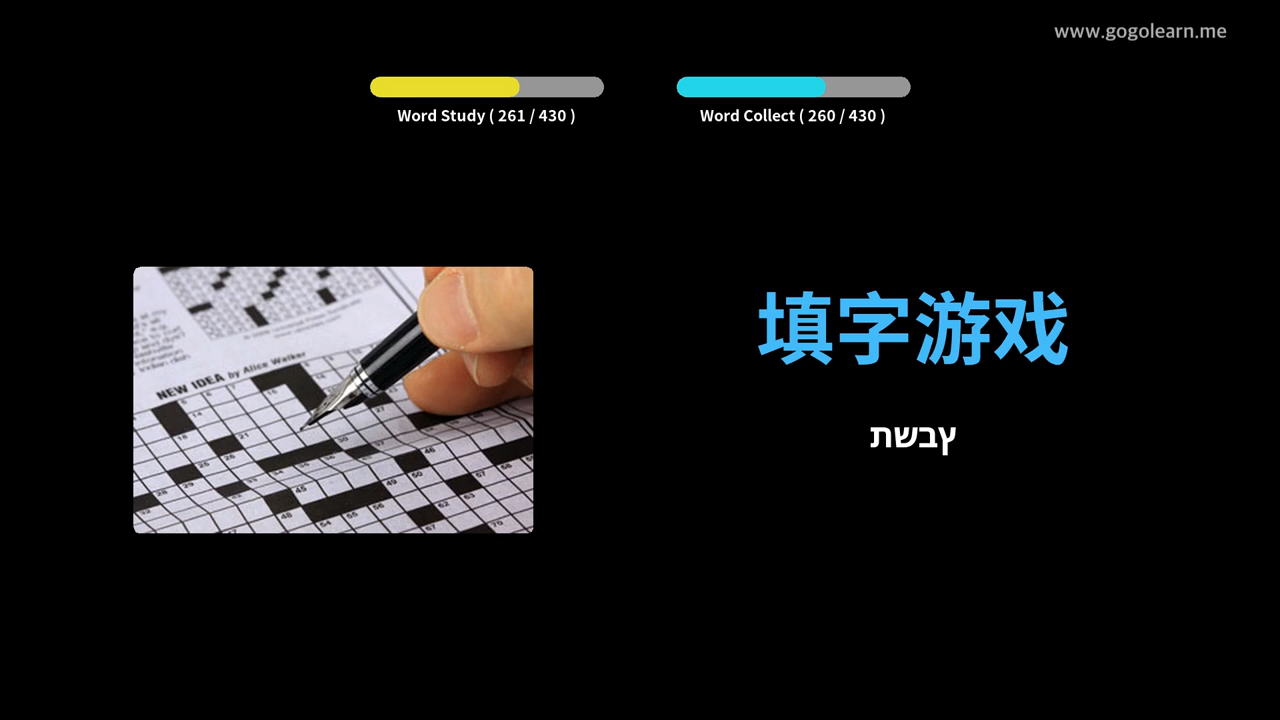 www.gogolearn.me
Word Study ( 261 / 430 )
Word Collect ( 260 / 430 )
NEW IDEA by Alice Walker
填字游戏
ץבשת